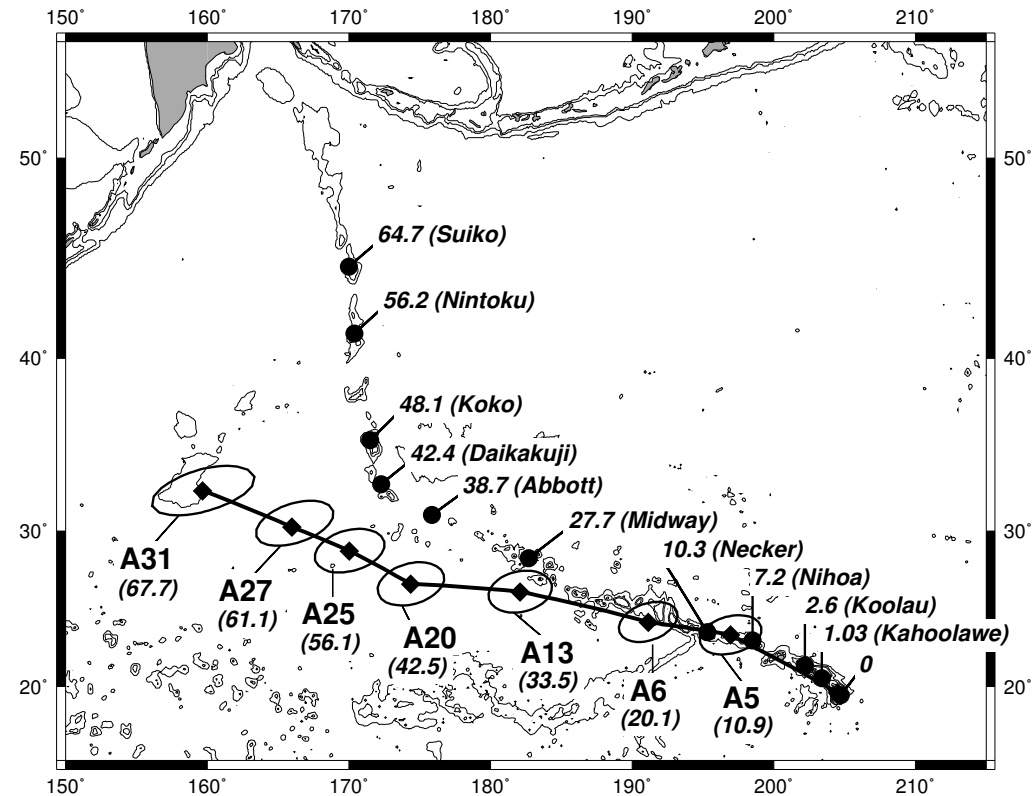 150˚ 160˚ 170˚ 180˚ 190˚ 200˚ 210˚
50˚ 50˚
64.7 (Suiko)
56.2 (Nintoku)
40˚ 40˚
48.1 (Koko)
42.4 (Daikakuji)
38.7 (Abbott)
27.7 (Midway)
30˚ 30˚
10.3 (Necker)
7.2 (Nihoa)
2.6 (Koolau)
1.03 (Kahoolawe)
0
A31
(67.7)
A27
(61.1)
A25
(56.1)
A20
(42.5)
A13
(33.5)
A6
(20.1)
A5
(10.9)
20˚ 20˚
150˚ 160˚ 170˚ 180˚ 190˚ 200˚ 210˚